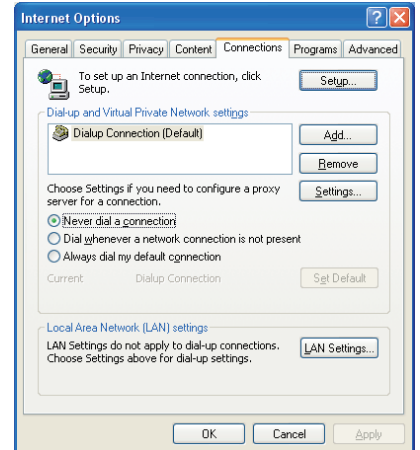 Internet Options
General Security Privacy Content Connections Programs Advanced
To set up an Internet connection, click
Setup.
Setup...
Dial-up and Virtual Private Network settings
Dialup Connection (Default)
Add...
Remove
Choose Settings if you need to configure a proxy
server for a connection.
Settings...
Never dial a connection
Dial whenever a network connection is not present
Always dial my default connection
Current Dialup Connection Set Default
Local Area Network (LAN) settings
LAN Settings do not apply to dial-up connections.
Choose Settings above for dial-up settings.
LAN Settings...
OK Cancel Apply